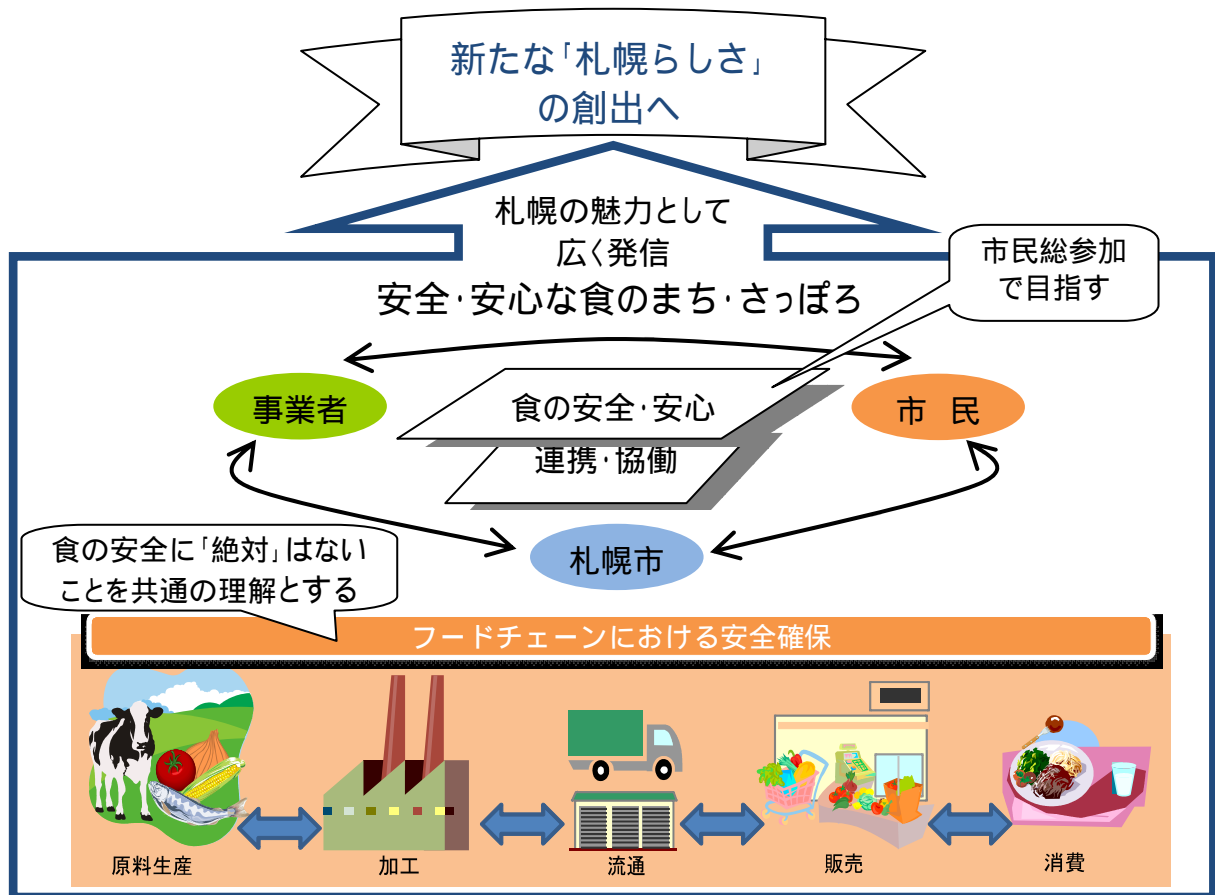 新たな｢札幌らしさ｣
の創出へ
札幌の魅力として
広く発信
安全･安心な食のまち･さっぽろ
市民総参加
で目指す
事業者
食の安全･安心
市　民
連携･協働
札幌市
食の安全に｢絶対｣はない
ことを共通の理解とする
フードチェーンにおける安全確保
原料生産
加工
流通
販売
消費